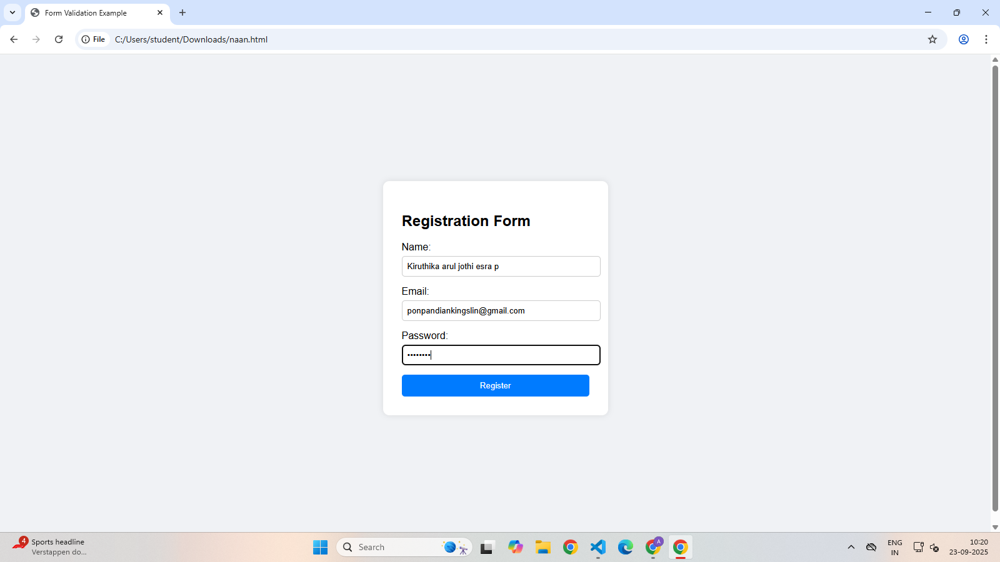 Form Validation Example
File
C:/Users/student/Downloads/naan.html
Registration Form
Name:
Kiruthika arul jothi esra p
Email:
ponpandiankingslin@gmail.com
Password:
••••••••
Register
4
Sports headline
Verstappen do...
Search
A
ENG
IN
10:20
23-09-2025